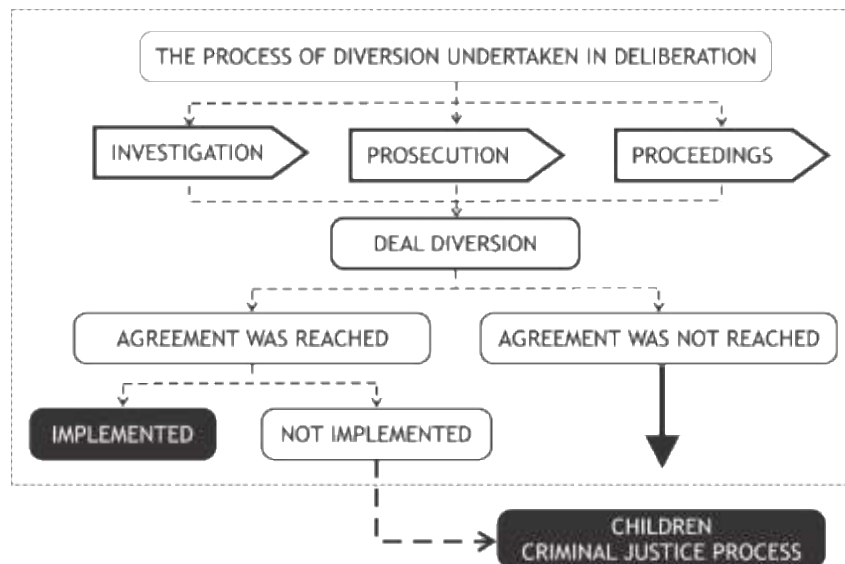 THE PROCESS OF DIVERSION UNDERTAKEN IN DELIBERATION
INVESTIGATION
PROSECUTION
PROCEEDINGS
DEAL DIVERSION
AGREEMENT WAS REACHED
AGREEMENT WAS NOT REACHED
IMPLEMENTED
NOT IMPLEMENTED
CHILDREN
CRIMINAL JUSTICE PROCESS